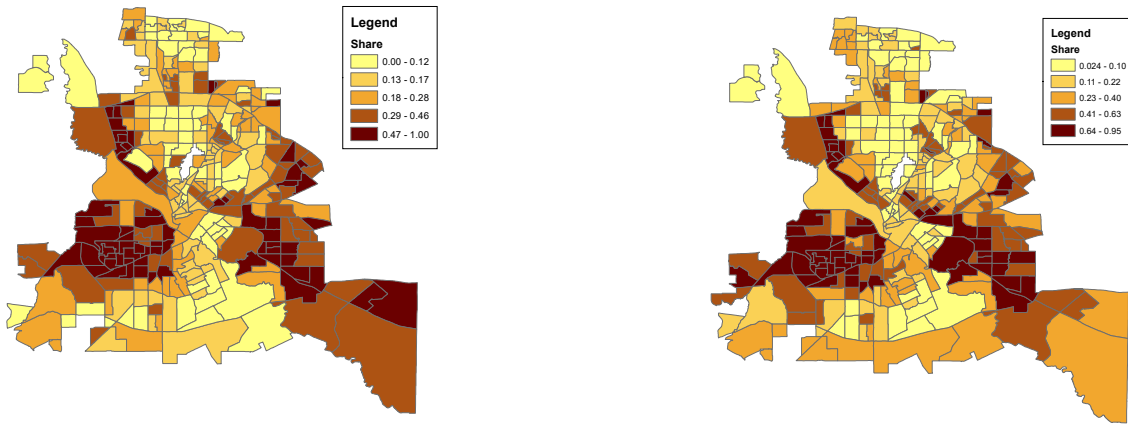 Legend
Share
0.00 - 0.12
0.13 - 0.17
0.18 - 0.28
0.29 - 0.46
0.47 - 1.00
Legend
Share
0.024 - 0.10
0.11 - 0.22
0.23 - 0.40
0.41 - 0.63
0.64 - 0.95